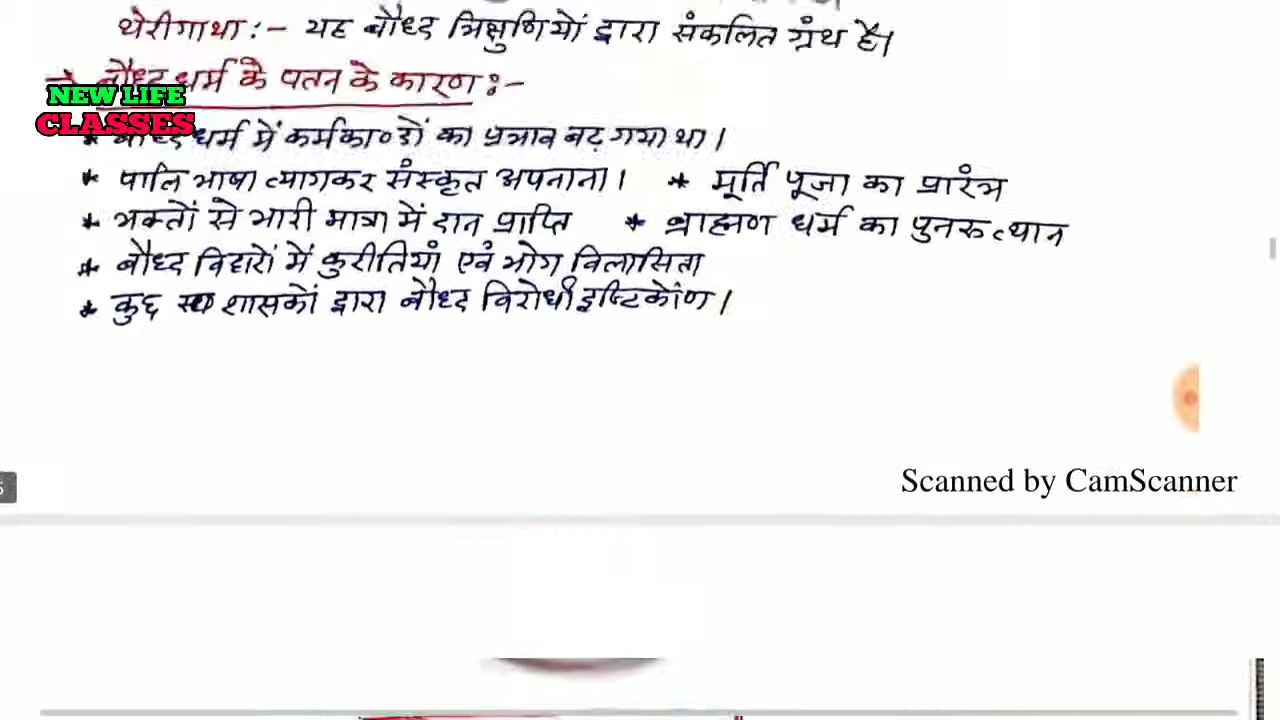 थेरीगाथा:- यह बौध्द भिक्षुणियों द्वारा संकलित ग्रंथ है।
बौध्द धर्म के पतन के कारण :-
NEW LIFE
CLASSES
* बौध्द धर्म में कर्मकाण्डों का प्रभाव बढ़ गया था।
* पालि भाषा त्यागकर संस्कृत अपनाना। * मूर्ति पूजा का प्रारंभ
* भक्तों से भारी मात्रा में दान प्राप्ति * ब्राह्मण धर्म का पुनरुत्थान
* बौध्द विहारों में कुरीतियाँ एवं भोग विलासिता
* कुछ शासकों द्वारा बौध्द विरोधी दृष्टिकोंण।
Scanned by CamScanner